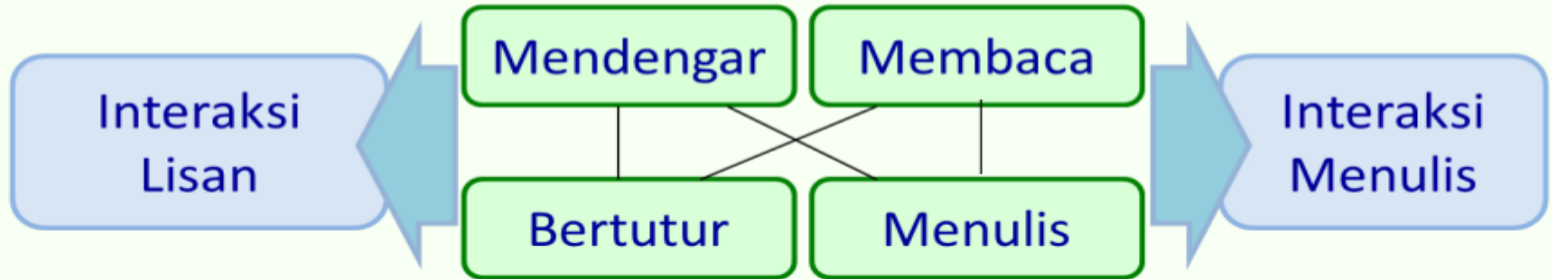 Mendengar
Membaca
Interaksi
Lisan
Interaksi
Menulis
Bertutur
Menulis